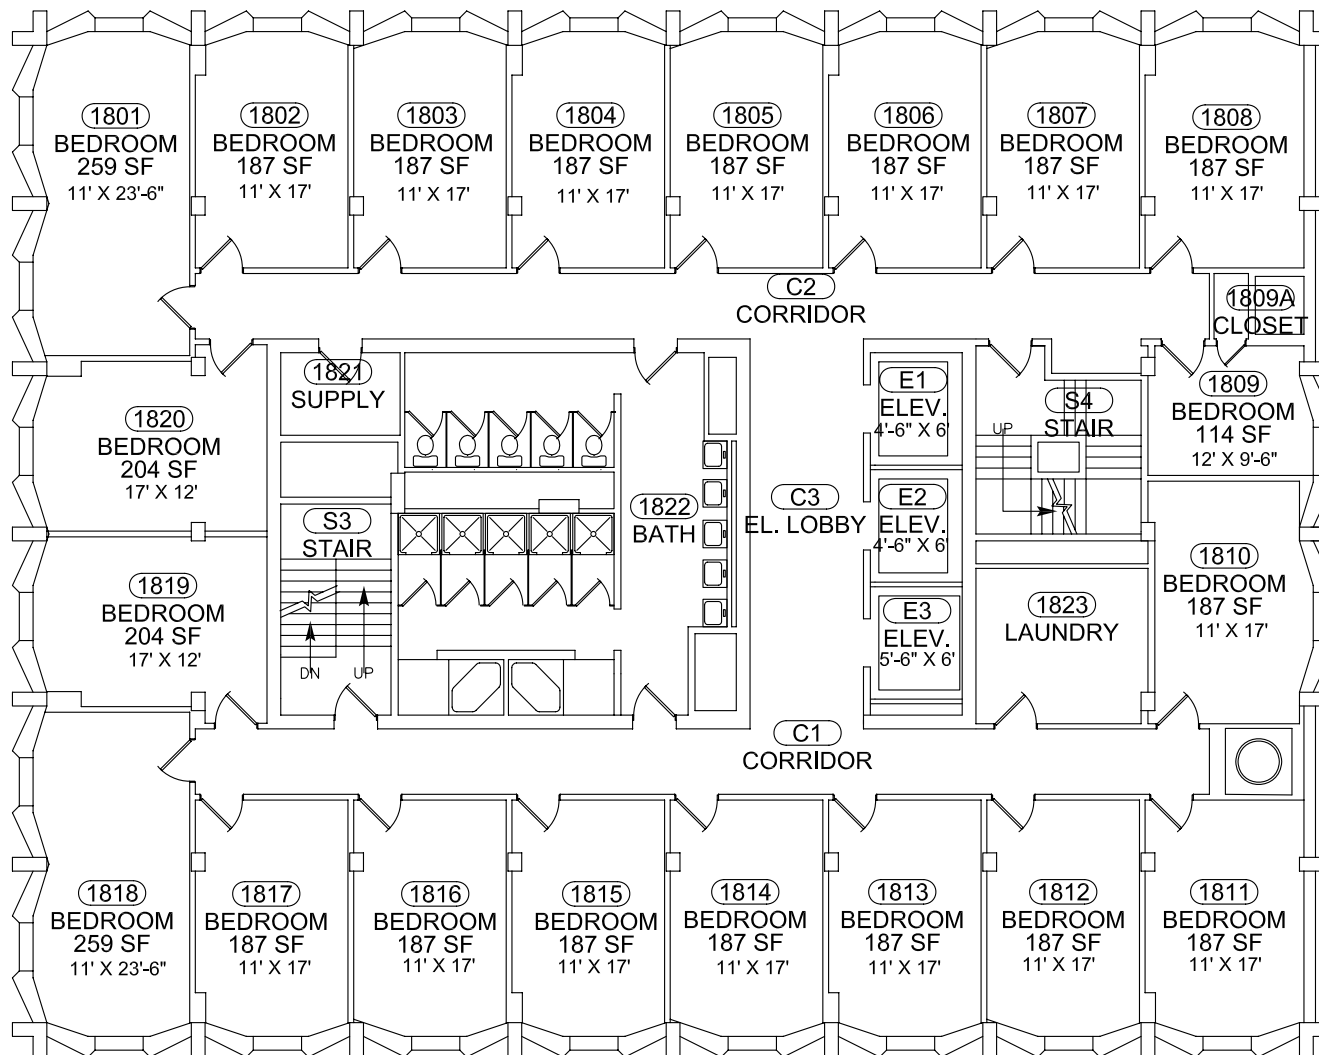 1801
BEDROOM
259 SF
11' X 23'-6"
1802
BEDROOM
187 SF
11' X 17'
1803
BEDROOM
187 SF
11' X 17'
1804
BEDROOM
187 SF
11' X 17'
1805
BEDROOM
187 SF
11' X 17'
1806
BEDROOM
187 SF
11' X 17'
1807
BEDROOM
187 SF
11' X 17'
1808
BEDROOM
187 SF
11' X 17'
C2
CORRIDOR
1809A
CLOSET
1820
BEDROOM
204 SF
17' X 12'
1821
SUPPLY
E1
ELEV.
4'-6" X 6'
S4
STAIR
UP
1809
BEDROOM
114 SF
12' X 9'-6"
S3
STAIR
DN
UP
1822
BATH
C3
EL. LOBBY
E2
ELEV.
4'-6" X 6'
1819
BEDROOM
204 SF
17' X 12'
E3
ELEV.
5'-6" X 6'
1823
LAUNDRY
1810
BEDROOM
187 SF
11' X 17'
C1
CORRIDOR
1818
BEDROOM
259 SF
11' X 23'-6"
1817
BEDROOM
187 SF
11' X 17'
1816
BEDROOM
187 SF
11' X 17'
1815
BEDROOM
187 SF
11' X 17'
1814
BEDROOM
187 SF
11' X 17'
1813
BEDROOM
187 SF
11' X 17'
1812
BEDROOM
187 SF
11' X 17'
1811
BEDROOM
187 SF
11' X 17'